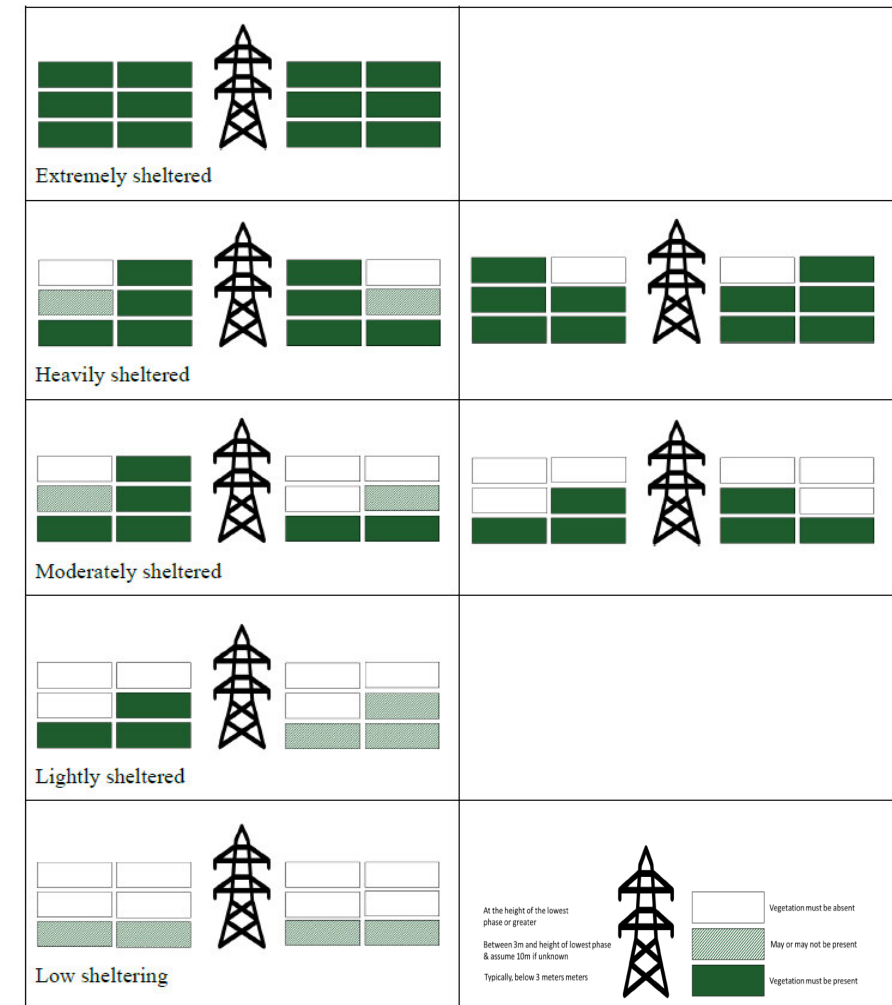 Extremely sheltered
Heavily sheltered
Moderately sheltered
Lightly sheltered
Low sheltering
At the height of the lowest
phase or greater
Between 3m and height of lowest phase
& assume 10m if unknown
Typically, below 3 meters meters
Vegetation must be absent
May or may not be present
Vegetation must be present